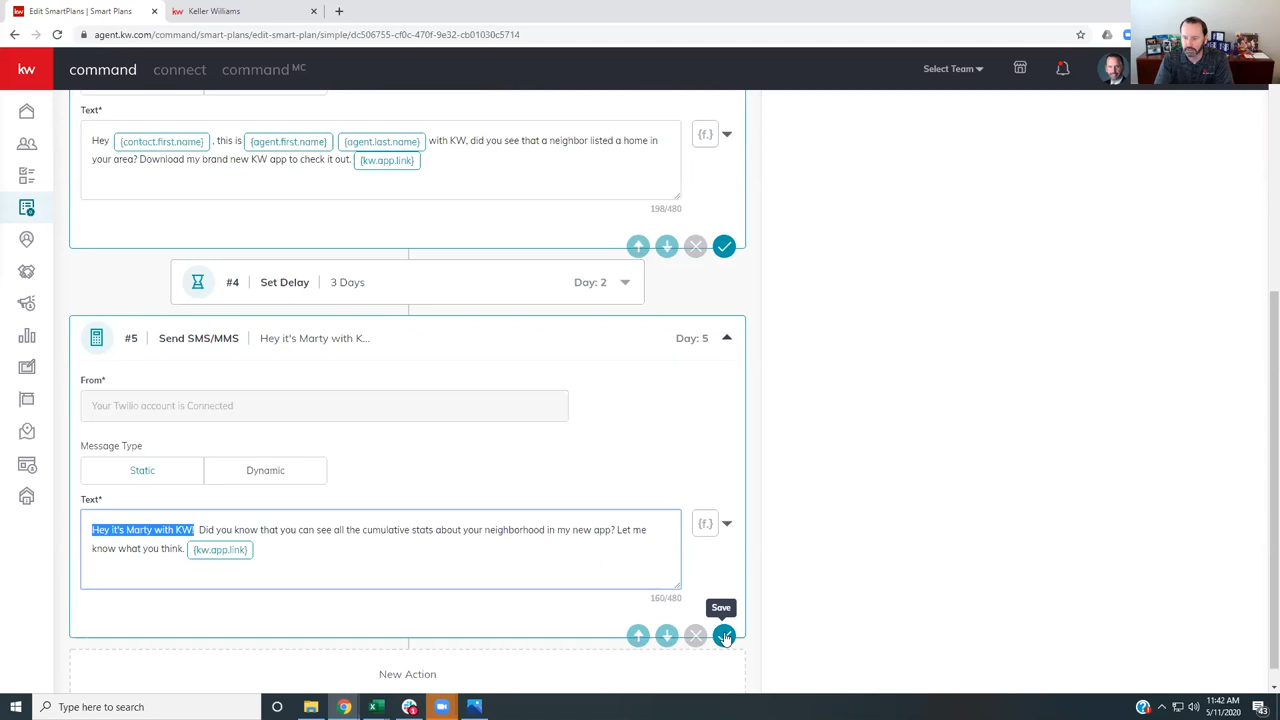 Edit SmartPlans | Smart Plans
Keller Williams
agent.kw.com/command/smart-plans/edit-smart-plan/simple/dc506755-cf0c-470f-9e32-cb01030c5714
kw
command
connect
command MC
Select Team
Text*
Hey {contact.first.name} , this is {agent.first.name} {agent.last.name} with KW, did you see that a neighbor listed a home in
your area? Download my brand new KW app to check it out. {kw.app.link}
{f.}
198/480
#4 Set Delay 3 Days Day: 2
#5 Send SMS/MMS Hey it's Marty with K... Day: 5
From*
Your Twilio account is Connected
Message Type
Static Dynamic
Text*
Hey it's Marty with KW! Did you know that you can see all the cumulative stats about your neighborhood in my new app? Let me
know what you think. {kw.app.link}
{f.}
160/480
Save
New Action
Type here to search
11:42 AM
5/11/2020
43